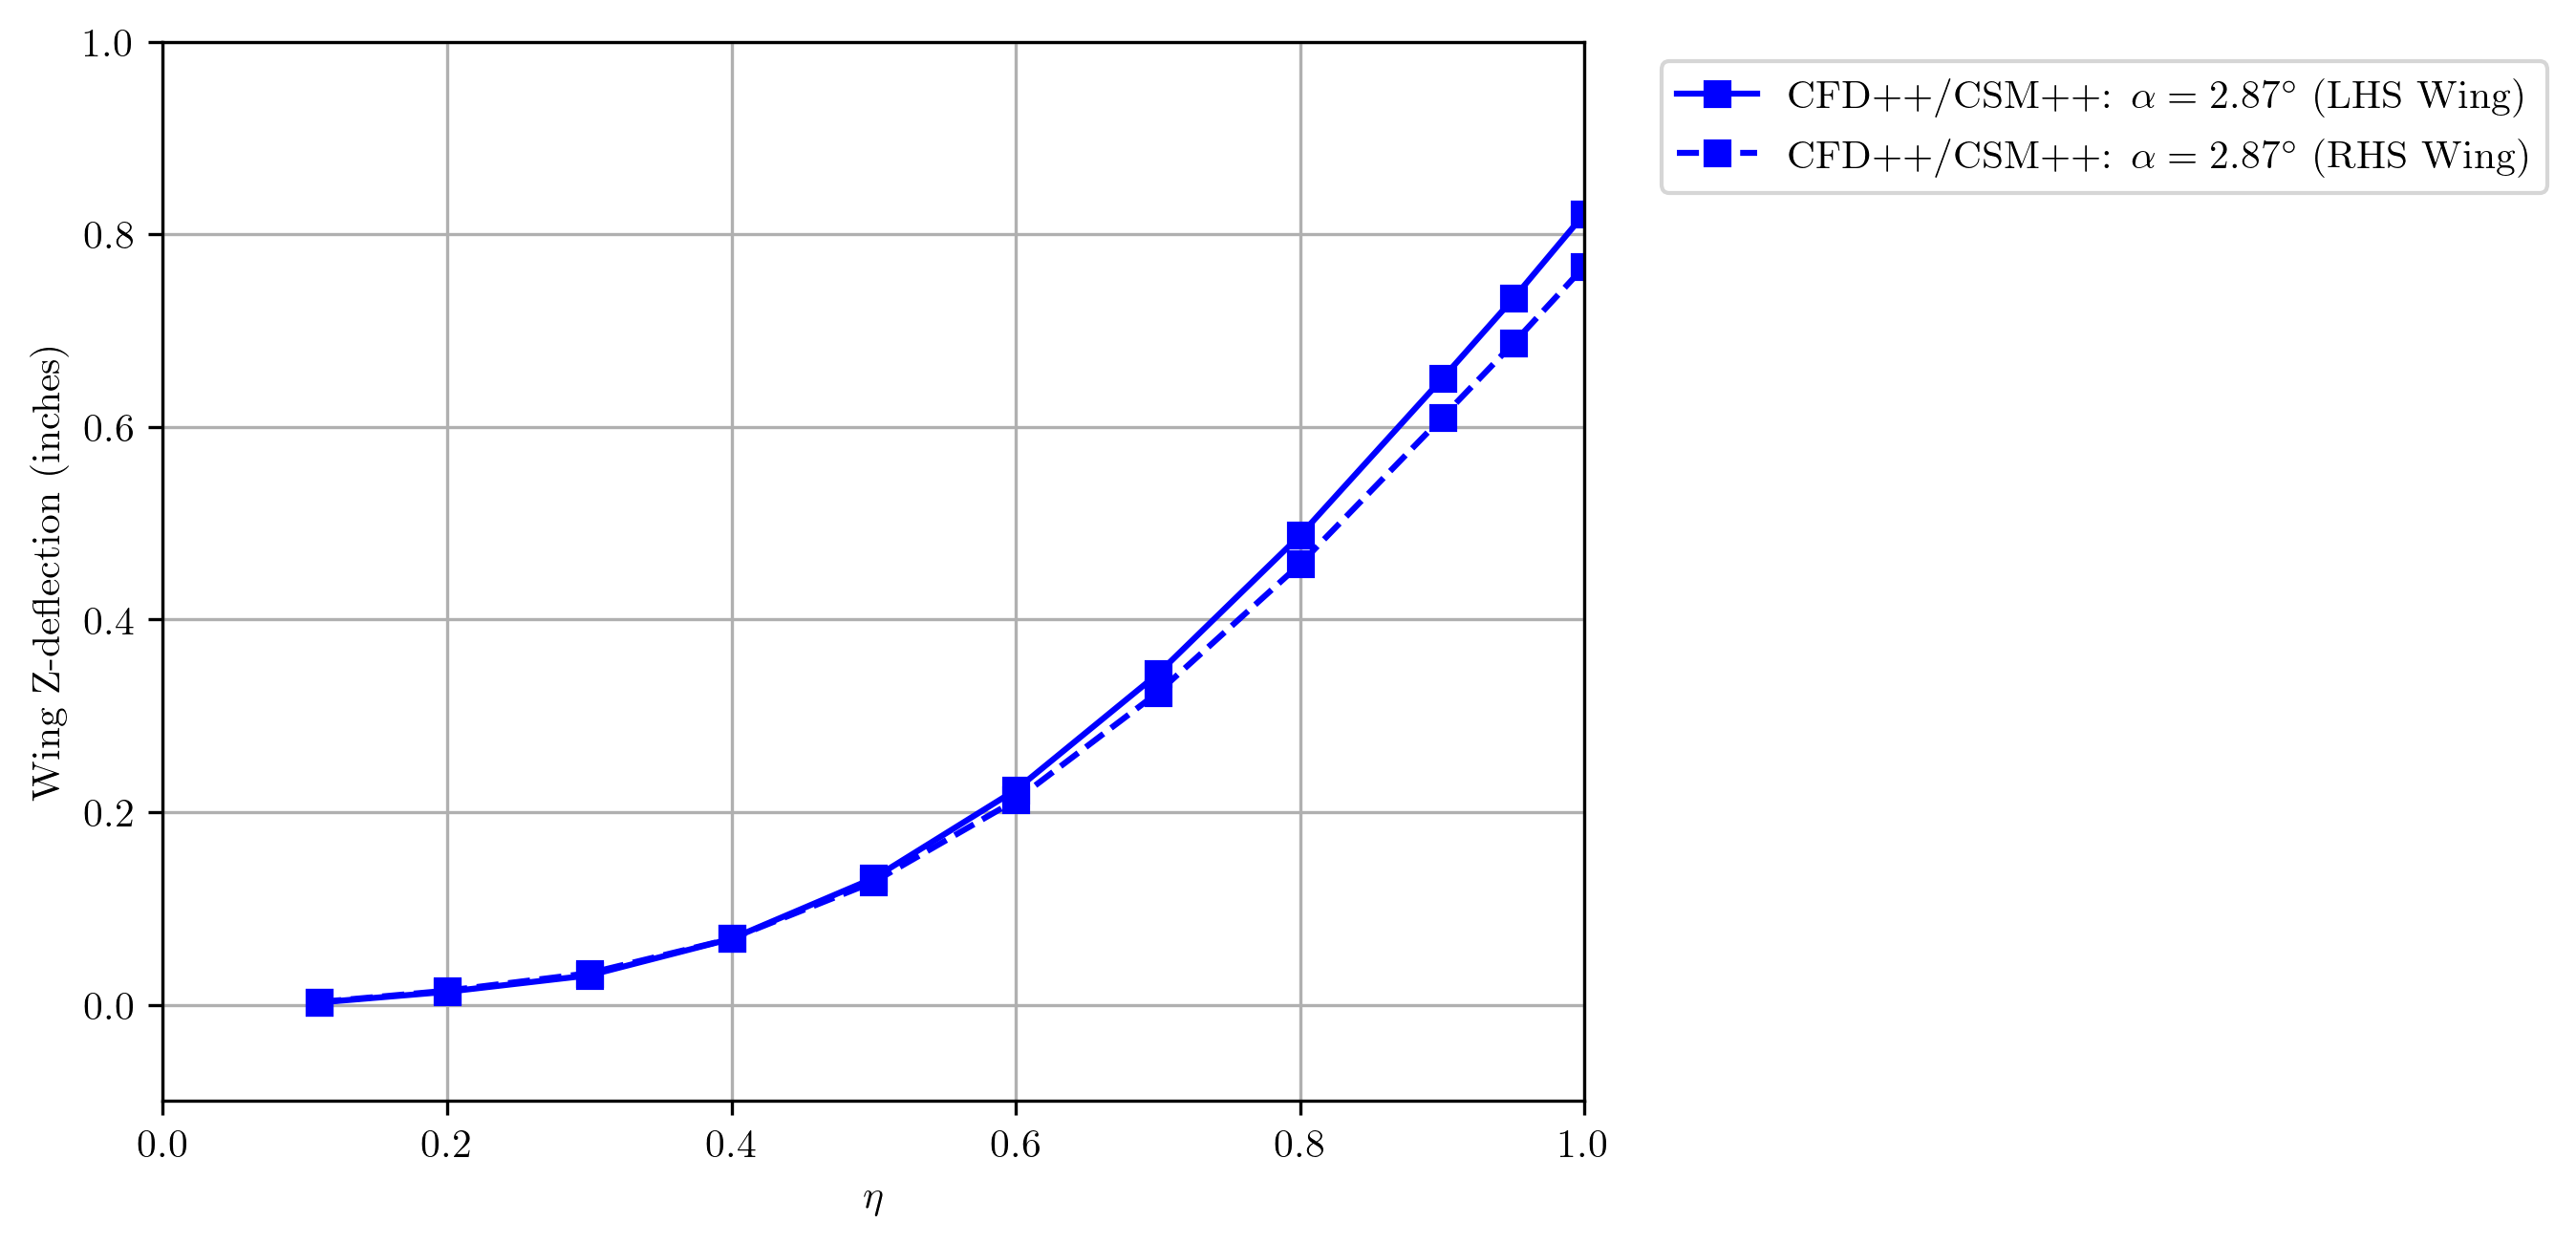 CFD++/CSM++: α = 2.87° (LHS Wing)
CFD++/CSM++: α = 2.87° (RHS Wing)
Wing Z-deflection (inches)
1.0
0.8
0.6
0.4
0.2
0.0
0.0 0.2 0.4 0.6 0.8 1.0
η